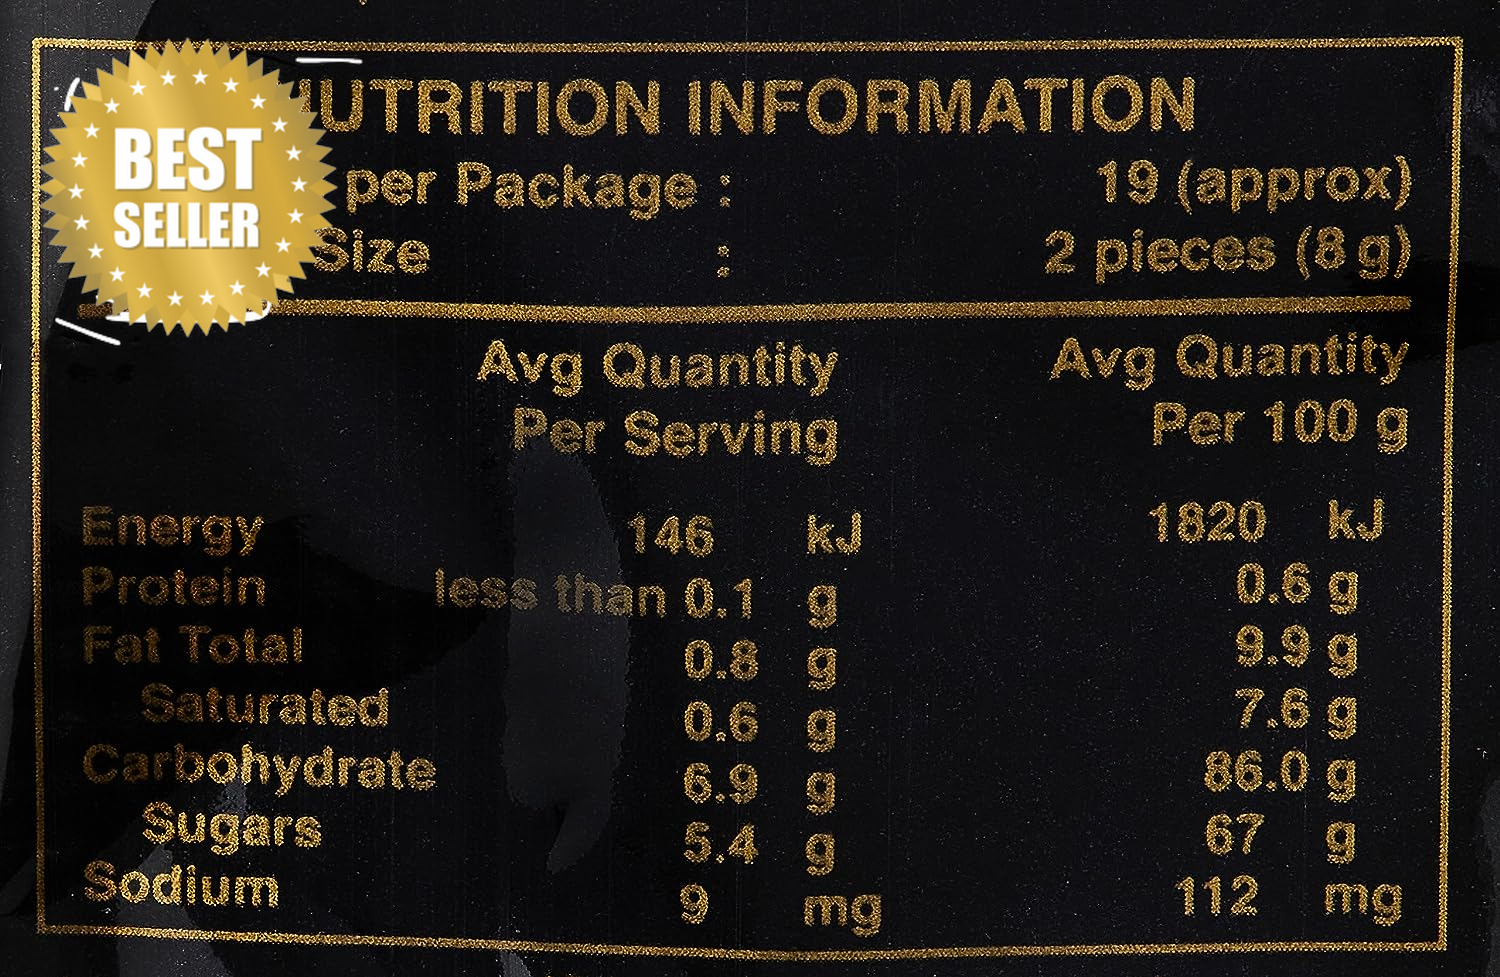 BEST
SELLER
NUTRITION INFORMATION
per Package : 19 (approx)
Size : 2 pieces (8 g)
Avg Quantity Avg Quantity
Per Serving Per 100 g
Energy 146 kJ 1820 kJ
Protein less than 0.1 g 0.6 g
Fat Total 0.8 g 9.9 g
Saturated 0.6 g 7.6 g
Carbohydrate 6.9 g 86.0 g
Sugars 5.4 g 67 g
Sodium 9 mg 112 mg